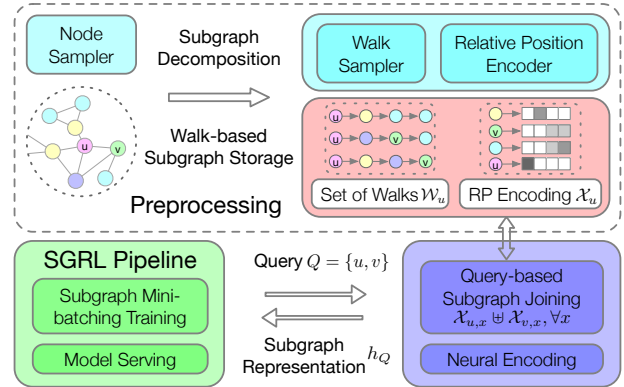 Node
Sampler
Subgraph
Decomposition
Walk
Sampler
Relative Position
Encoder
Walk-based
Subgraph Storage
u
v
u
u
v
u
v
v
u
Set of Walks 𝒲ᵤ
RP Encoding 𝒳ᵤ
Preprocessing
SGRL Pipeline
Subgraph Mini-
batching Training
Model Serving
Query Q = {u, v}
Subgraph
Representation h_Q
Query-based
Subgraph Joining
𝒳_{u,x} ⊎ 𝒳_{v,x}, ∀x
Neural Encoding